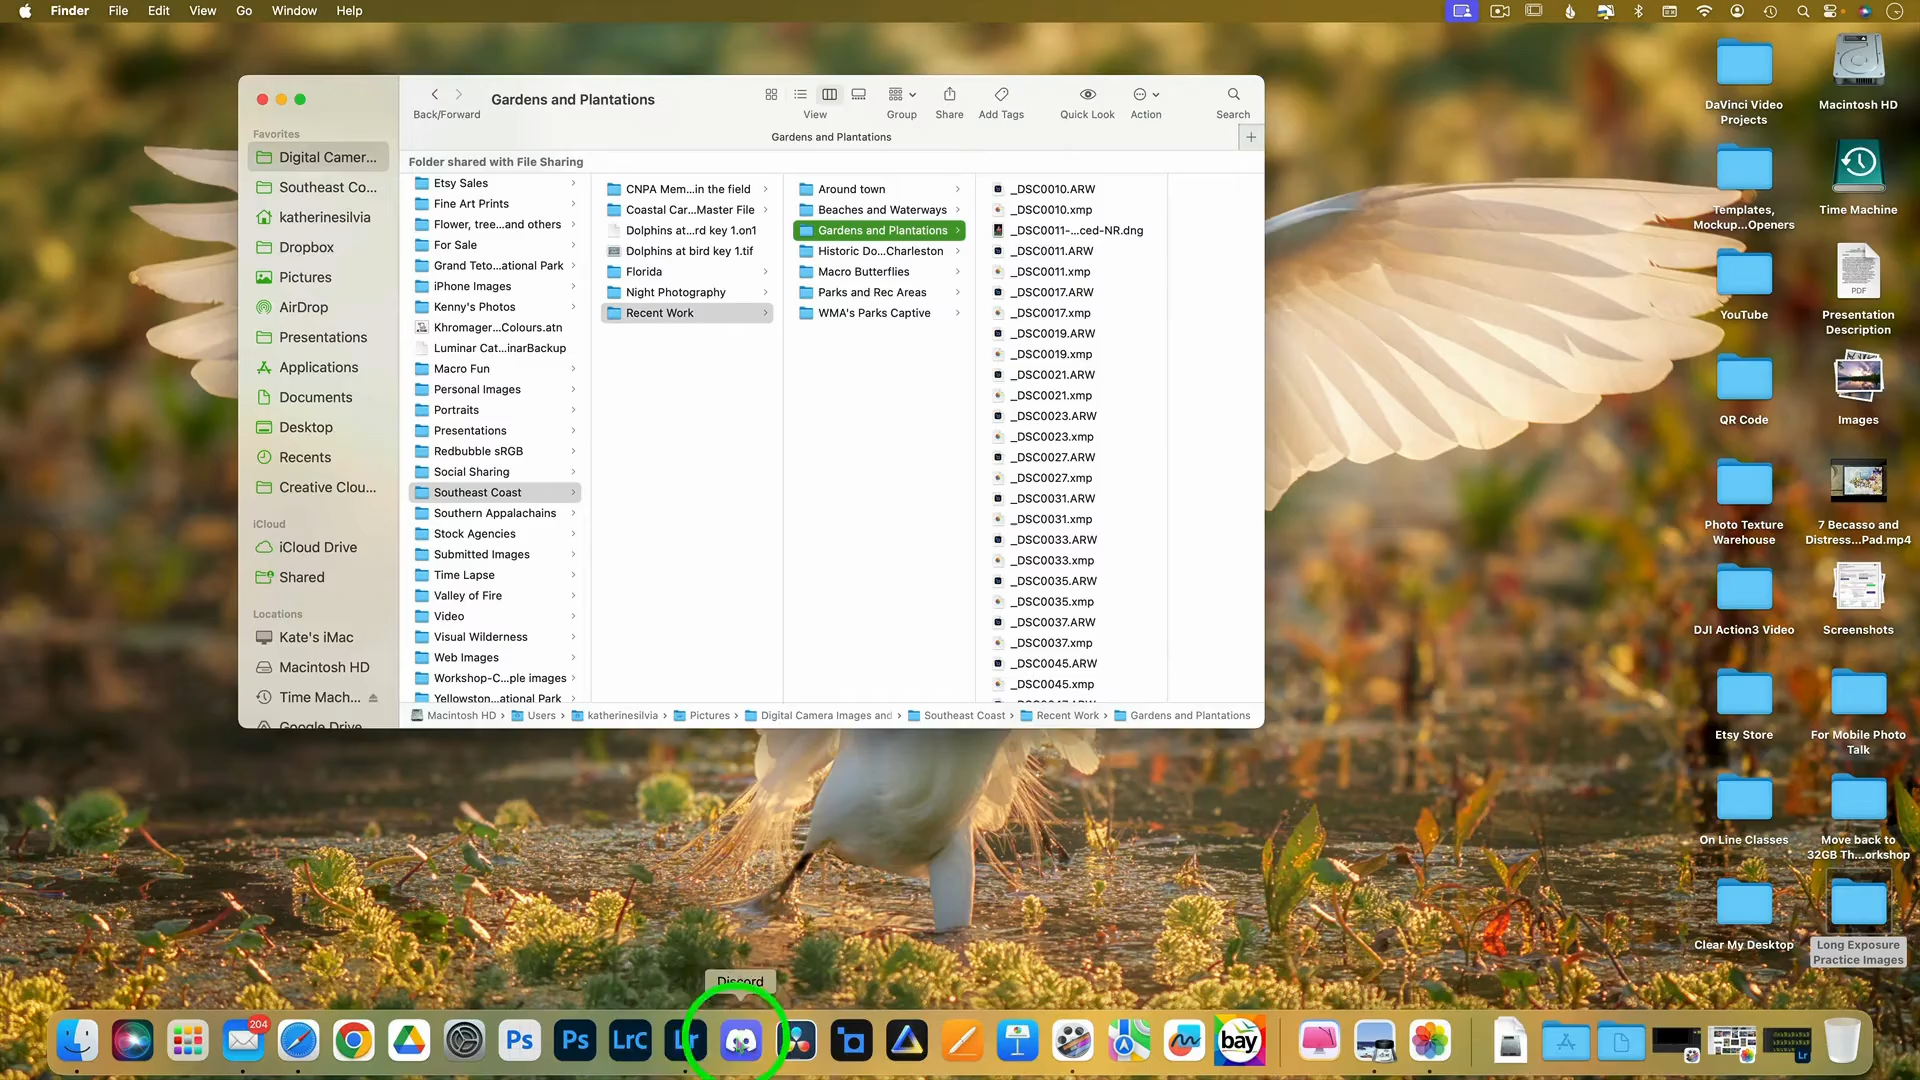 Finder File Edit View Go Window Help
Back/Forward
Gardens and Plantations
View
Group
Share
Add Tags
Quick Look
Action
Search
Gardens and Plantations
Folder shared with File Sharing
Favorites
Digital Camer...
Southeast Co...
katherinesilvia
Dropbox
Pictures
AirDrop
Presentations
Applications
Documents
Desktop
Recents
Creative Clou...
iCloud
iCloud Drive
Shared
Locations
Kate's iMac
Macintosh HD
Time Mach...
Google Drive
Etsy Sales
Fine Art Prints
Flower, tree...and others
For Sale
Grand Teto...ational Park
iPhone Images
Kenny's Photos
Khromager...Colours.atn
Luminar Cat...inarBackup
Macro Fun
Personal Images
Portraits
Presentations
Redbubble sRGB
Social Sharing
Southeast Coast
Southern Appalachains
Stock Agencies
Submitted Images
Time Lapse
Valley of Fire
Video
Visual Wilderness
Web Images
Workshop-C...ple images
Yellowston...ational Park
CNPA Mem...in the field
Coastal Car...Master File
Dolphins at...rd key 1.on1
Dolphins at bird key 1.tif
Florida
Night Photography
Recent Work
Around town
Beaches and Waterways
Gardens and Plantations
Historic Do...Charleston
Macro Butterflies
Parks and Rec Areas
WMA's Parks Captive
_DSC0010.ARW
_DSC0010.xmp
_DSC0011-...ced-NR.dng
_DSC0011.ARW
_DSC0011.xmp
_DSC0017.ARW
_DSC0017.xmp
_DSC0019.ARW
_DSC0019.xmp
_DSC0021.ARW
_DSC0021.xmp
_DSC0023.ARW
_DSC0023.xmp
_DSC0027.ARW
_DSC0027.xmp
_DSC0031.ARW
_DSC0031.xmp
_DSC0033.ARW
_DSC0033.xmp
_DSC0035.ARW
_DSC0035.xmp
_DSC0037.ARW
_DSC0037.xmp
_DSC0045.ARW
_DSC0045.xmp
Macintosh HD › Users › katherinesilvia › Pictures › Digital Camera Images and › Southeast Coast › Recent Work › Gardens and Plantations
DaVinci Video
Projects
Macintosh HD
Templates,
Mockup...Openers
Time Machine
YouTube
PDF
Presentation
Description
QR Code
Images
Photo Texture
Warehouse
7 Becasso and
Distress...Pad.mp4
DJI Action3 Video
Screenshots
Etsy Store
For Mobile Photo
Talk
On Line Classes
Move back to
32GB Th...orkshop
Clear My Desktop
Long Exposure
Practice Images
Discord
204
Ps
Ps
LrC
Lr
bay
Lr